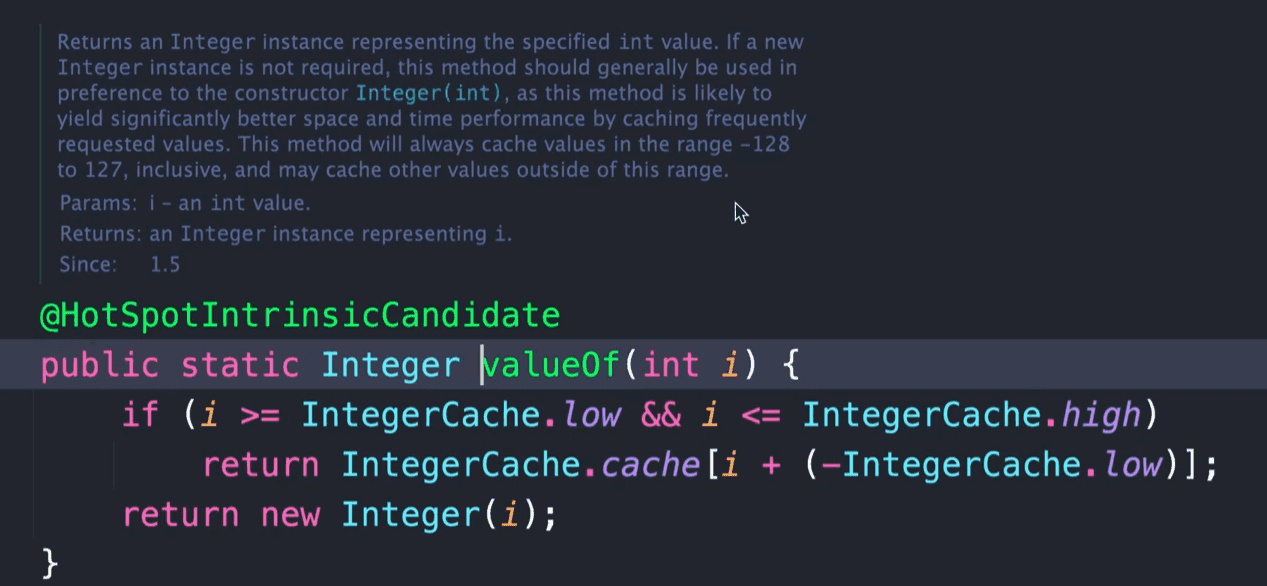 Returns an Integer instance representing the specified int value. If a new
Integer instance is not required, this method should generally be used in
preference to the constructor Integer(int), as this method is likely to
yield significantly better space and time performance by caching frequently
requested values. This method will always cache values in the range -128
to 127, inclusive, and may cache other values outside of this range.
Params: i – an int value.
Returns: an Integer instance representing i.
Since: 1.5
@HotSpotIntrinsicCandidate
public static Integer valueOf(int i) {
    if (i >= IntegerCache.low && i <= IntegerCache.high)
        return IntegerCache.cache[i + (-IntegerCache.low)];
    return new Integer(i);
}